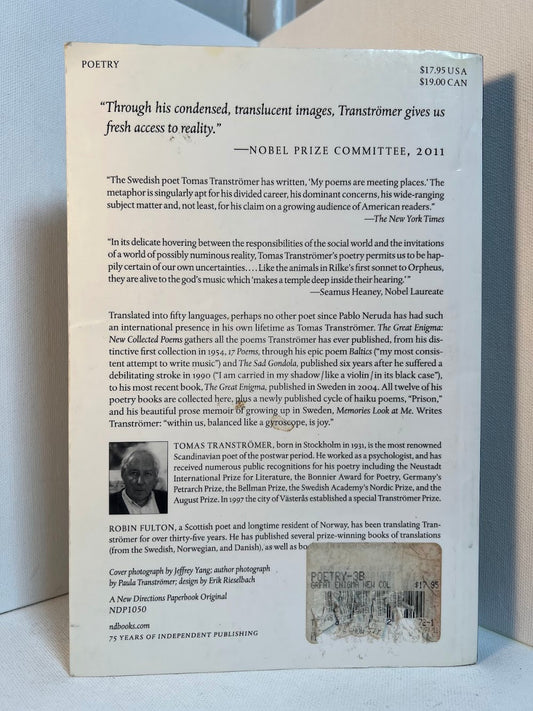 POETRY
$17.95 USA
$19.00 CAN
“Through his condensed, translucent images, Tranströmer gives us
fresh access to reality.”
—NOBEL PRIZE COMMITTEE, 2011
“The Swedish poet Tomas Tranströmer has written, ‘My poems are meeting places.’ The
metaphor is singularly apt for his divided career, his dominant concerns, his wide-ranging
subject matter and, not least, for his claim on a growing audience of American readers.”
—The New York Times
“In its delicate hovering between the responsibilities of the social world and the invitations
of a world of possibly numinous reality, Tomas Tranströmer’s poetry permits us to be hap-
pily certain of our own uncertainties. . . . Like the animals in Rilke’s first sonnet to Orpheus,
they are alive to the god’s music which ‘makes a temple deep inside their hearing.’”
—Seamus Heaney, Nobel Laureate
Translated into fifty languages, perhaps no other poet since Pablo Neruda has had such
an international presence in his own lifetime as Tomas Tranströmer. The Great Enigma:
New Collected Poems gathers all the poems Tranströmer has ever published, from his dis-
tinctive first collection in 1954, 17 Poems, through his epic poem Baltics (“my most consis-
tent attempt to write music”) and The Sad Gondola, published six years after he suffered a
debilitating stroke in 1990 (“I am carried in my shadow / like a violin / in its black case”),
to his most recent book, The Great Enigma, published in Sweden in 2004. All twelve of his
poetry books are collected here, plus a newly published cycle of haiku poems, “Prison,”
and his beautiful prose memoir of growing up in Sweden, Memories Look at Me. Writes
Tranströmer: “within us, balanced like a gyroscope, is joy.”
TOMAS TRANSTRÖMER, born in Stockholm in 1931, is the most renowned
Scandinavian poet of the postwar period. He worked as a psychologist, and has
received numerous public recognitions for his poetry including the Neustadt
International Prize for Literature, the Bonnier Award for Poetry, Germany’s
Petrarch Prize, the Bellman Prize, the Swedish Academy’s Nordic Prize, and the
August Prize. In 1997 the city of Västerås established a special Tranströmer Prize.
ROBIN FULTON, a Scottish poet and longtime resident of Norway, has been translating Tran-
strömer for over thirty-five years. He has published several prize-winning books of translations
(from the Swedish, Norwegian, and Danish), as well as
Cover photograph by Jeffrey Yang; author photograph
by Paula Tranströmer; design by Erik Rieselbach
A New Directions Paperbook Original
NDP1050
ndbooks.com
75 YEARS OF INDEPENDENT PUBLISHING
POETRY-3B
GREAT ENIGMA NEW COL $17.95